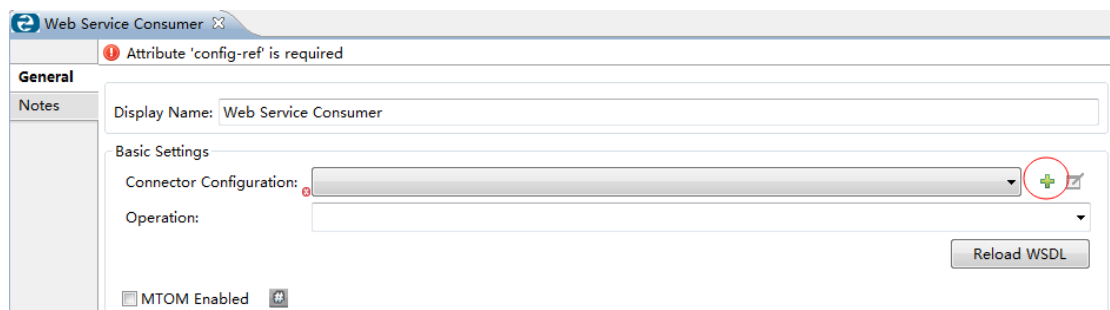 Web Service Consumer
Attribute 'config-ref' is required
General
Notes
Display Name: Web Service Consumer
Basic Settings
Connector Configuration:
Operation:
Reload WSDL
MTOM Enabled